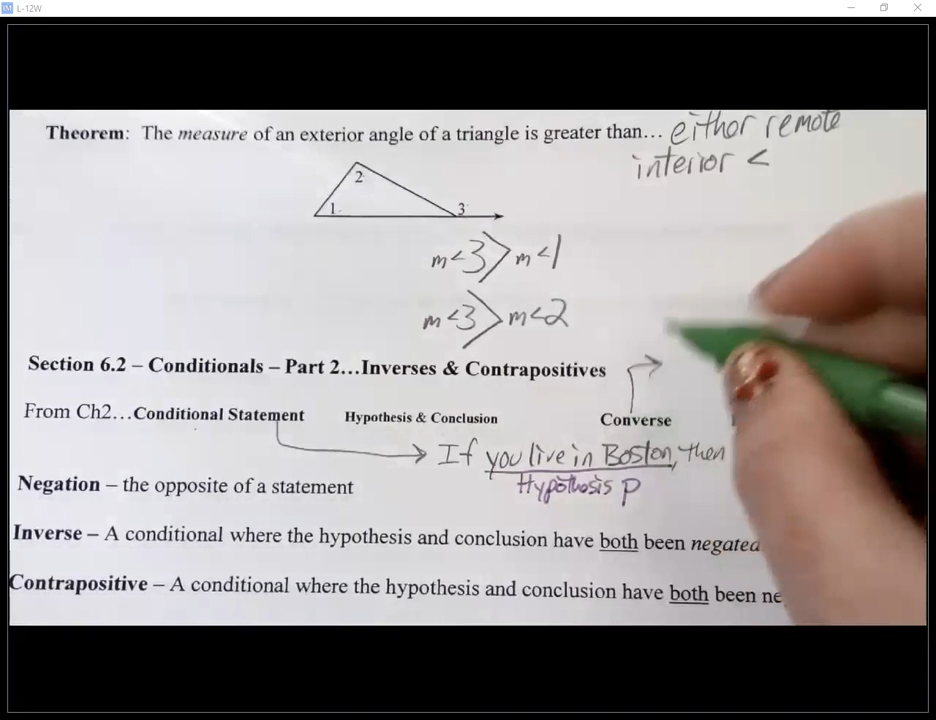 L-12W
Theorem: The measure of an exterior angle of a triangle is greater than... either remote
interior <
2
1
3
m<3 > m<1
m<3 > m<2
Section 6.2 – Conditionals – Part 2…Inverses & Contrapositives
From Ch2…Conditional Statement Hypothesis & Conclusion Converse
If you live in Boston, then
Hypothesis p
Negation – the opposite of a statement
Inverse – A conditional where the hypothesis and conclusion have both been negated
Contrapositive – A conditional where the hypothesis and conclusion have both been ne